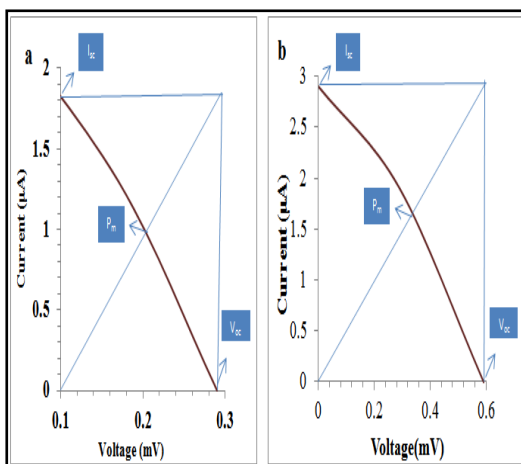 a
I_sc
2
1.5
1
0.5
0
Current (µA)
P_m
V_oc
0.1
0.2
0.3
Voltage (mV)
b
I_sc
3
2.5
2
1.5
1
0.5
0
Current (µA)
P_m
V_oc
0
0.2
0.4
0.6
Voltage(mV)